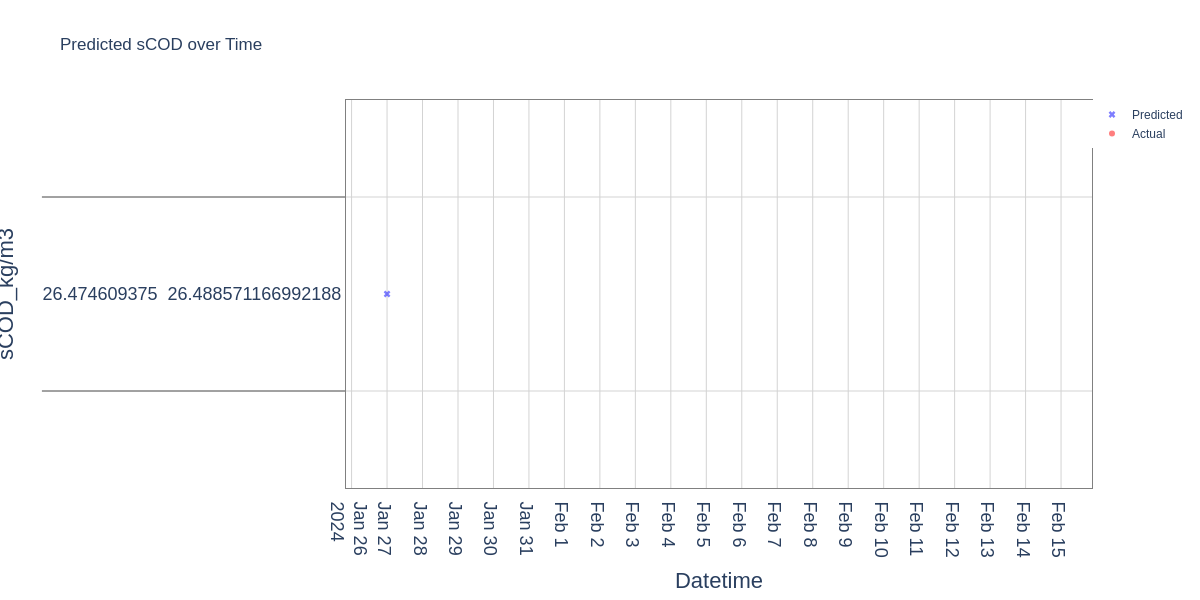 Predicted sCOD over Time
Predicted
Actual
sCOD_kg/m3
26.474609375 26.488571166992188
Jan 26
2024
Jan 27
Jan 28
Jan 29
Jan 30
Jan 31
Feb 1
Feb 2
Feb 3
Feb 4
Feb 5
Feb 6
Feb 7
Feb 8
Feb 9
Feb 10
Feb 11
Feb 12
Feb 13
Feb 14
Feb 15
Datetime